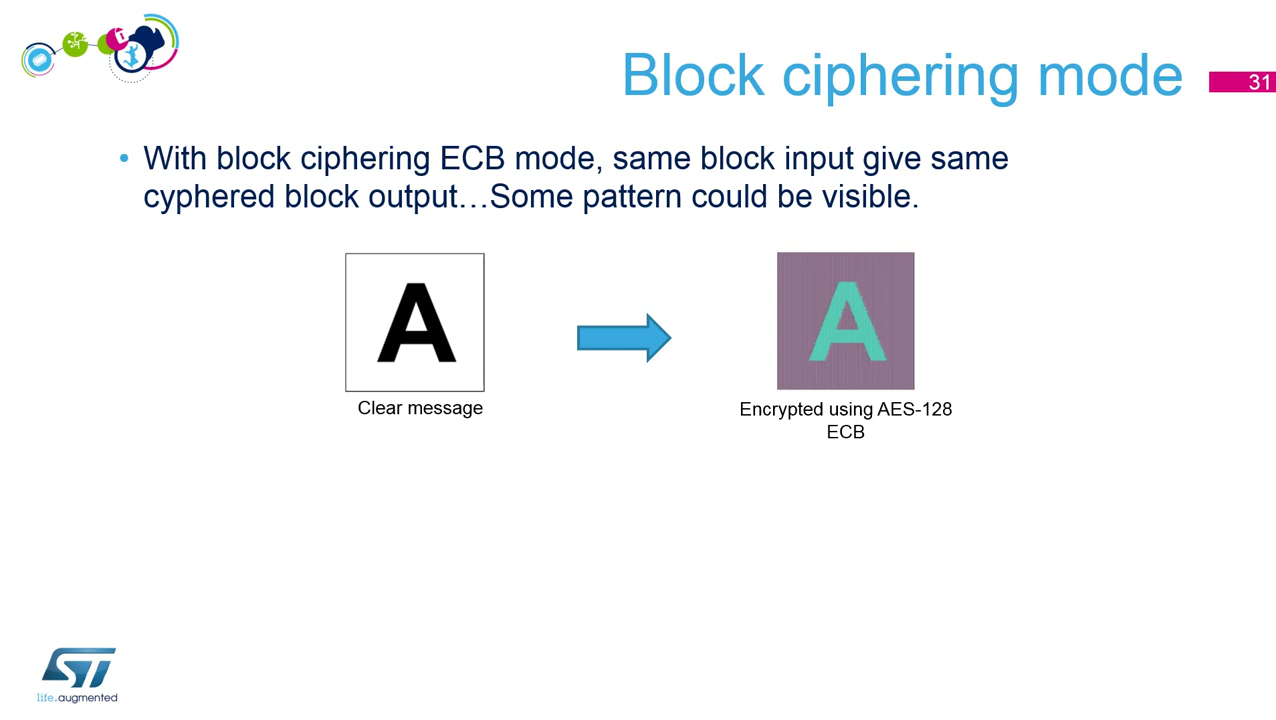 Block ciphering mode
31
• With block ciphering ECB mode, same block input give same
cyphered block output…Some pattern could be visible.
A
A
Clear message
Encrypted using AES-128
ECB
ST
life.augmented